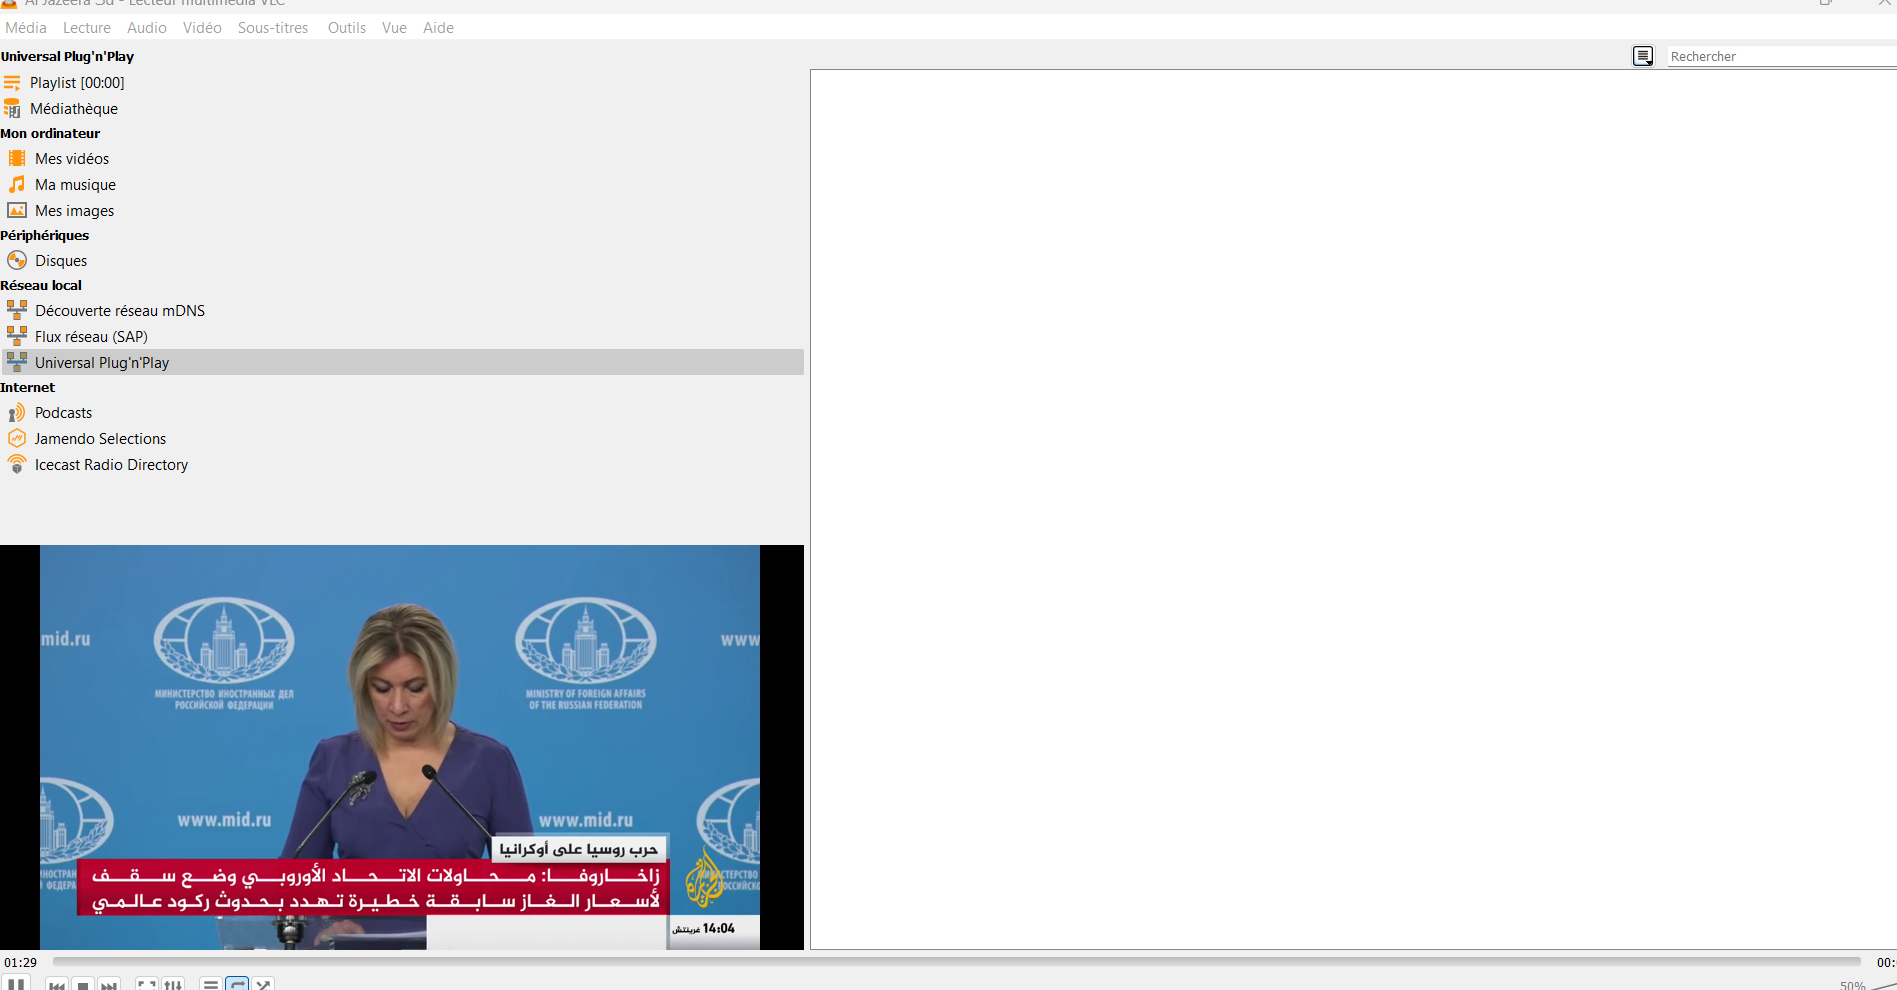 Al Jazeera Sd - Lecteur multimédia VLC
Média Lecture Audio Vidéo Sous-titres Outils Vue Aide
Universal Plug'n'Play
Rechercher
Playlist [00:00]
Médiathèque
Mon ordinateur
Mes vidéos
Ma musique
Mes images
Périphériques
Disques
Réseau local
Découverte réseau mDNS
Flux réseau (SAP)
Universal Plug'n'Play
Internet
Podcasts
Jamendo Selections
Icecast Radio Directory
mid.ru
www
МИНИСТЕРСТВО ИНОСТРАННЫХ ДЕЛ
РОССИЙСКОЙ ФЕДЕРАЦИИ
MINISTRY OF FOREIGN AFFAIRS
OF THE RUSSIAN FEDERATION
www.mid.ru
www.mid.ru
حرب روسيا على أوكرانيا
زاخاروفا: محاولات الاتحاد الأوروبي وضع سقف
لأسعار الغاز سابقة خطيرة تهدد بحدوث ركود عالمي
الجزيرة
14:04 غرينتش
01:29
00:
50%